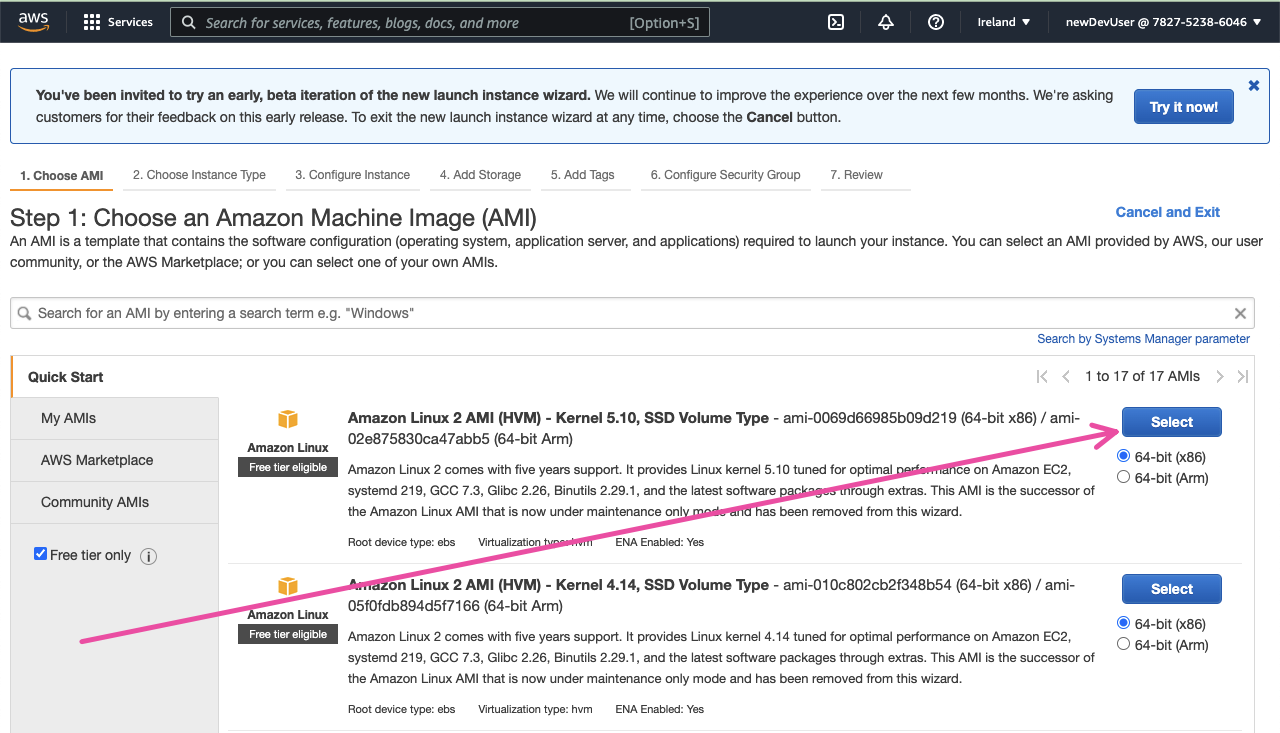 aws Services Search for services, features, blogs, docs, and more [Option+S] Ireland ▼ newDevUser @ 7827-5238-6046 ▼
You've been invited to try an early, beta iteration of the new launch instance wizard. We will continue to improve the experience over the next few months. We're asking
customers for their feedback on this early release. To exit the new launch instance wizard at any time, choose the Cancel button.
Try it now!
1. Choose AMI 2. Choose Instance Type 3. Configure Instance 4. Add Storage 5. Add Tags 6. Configure Security Group 7. Review
Step 1: Choose an Amazon Machine Image (AMI)
Cancel and Exit
An AMI is a template that contains the software configuration (operating system, application server, and applications) required to launch your instance. You can select an AMI provided by AWS, our user
community, or the AWS Marketplace; or you can select one of your own AMIs.
Search for an AMI by entering a search term e.g. "Windows"
Search by Systems Manager parameter
Quick Start
1 to 17 of 17 AMIs
My AMIs
AWS Marketplace
Community AMIs
Free tier only
Amazon Linux
Free tier eligible
Amazon Linux 2 AMI (HVM) - Kernel 5.10, SSD Volume Type - ami-0069d66985b09d219 (64-bit x86) / ami-
02e875830ca47abb5 (64-bit Arm)
Amazon Linux 2 comes with five years support. It provides Linux kernel 5.10 tuned for optimal performance on Amazon EC2,
systemd 219, GCC 7.3, Glibc 2.26, Binutils 2.29.1, and the latest software packages through extras. This AMI is the successor of
the Amazon Linux AMI that is now under maintenance only mode and has been removed from this wizard.
Root device type: ebs Virtualization type: hvm ENA Enabled: Yes
Select
64-bit (x86)
64-bit (Arm)
Amazon Linux
Free tier eligible
Amazon Linux 2 AMI (HVM) - Kernel 4.14, SSD Volume Type - ami-010c802cb2f348b54 (64-bit x86) / ami-
05f0fdb894d5f7166 (64-bit Arm)
Amazon Linux 2 comes with five years support. It provides Linux kernel 4.14 tuned for optimal performance on Amazon EC2,
systemd 219, GCC 7.3, Glibc 2.26, Binutils 2.29.1, and the latest software packages through extras. This AMI is the successor of
the Amazon Linux AMI that is now under maintenance only mode and has been removed from this wizard.
Root device type: ebs Virtualization type: hvm ENA Enabled: Yes
Select
64-bit (x86)
64-bit (Arm)